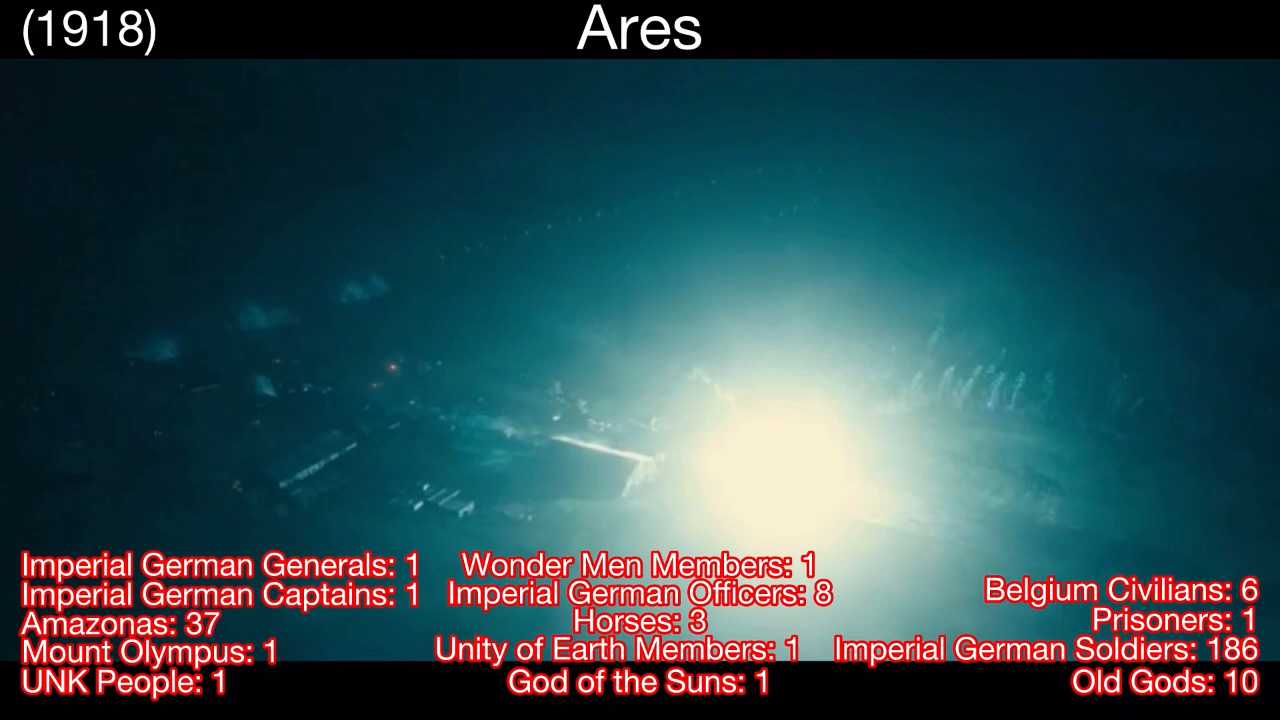 (1918)
Ares
Imperial German Generals: 1
Imperial German Captains: 1
Amazonas: 37
Mount Olympus: 1
UNK People: 1
Wonder Men Members: 1
Imperial German Officers: 8
Horses: 3
Unity of Earth Members: 1
God of the Suns: 1
Belgium Civilians: 6
Prisoners: 1
Imperial German Soldiers: 186
Old Gods: 10